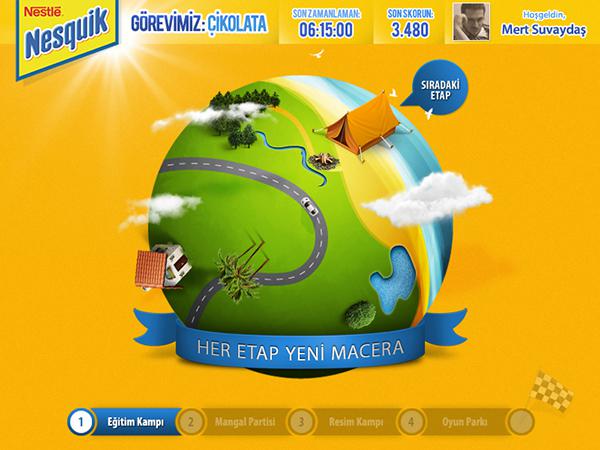 Nestlé
Nesquik
GÖREVİMİZ: ÇİKOLATA
SON ZAMANLAMAN:
06:15:00
SON SKORUN:
3.480
Hoşgeldin,
Mert Suvaydaş
SIRADAKİ
ETAP
HER ETAP YENİ MACERA
1 Eğitim Kampı
2 Mangal Partisi
3 Resim Kampı
4 Oyun Parkı